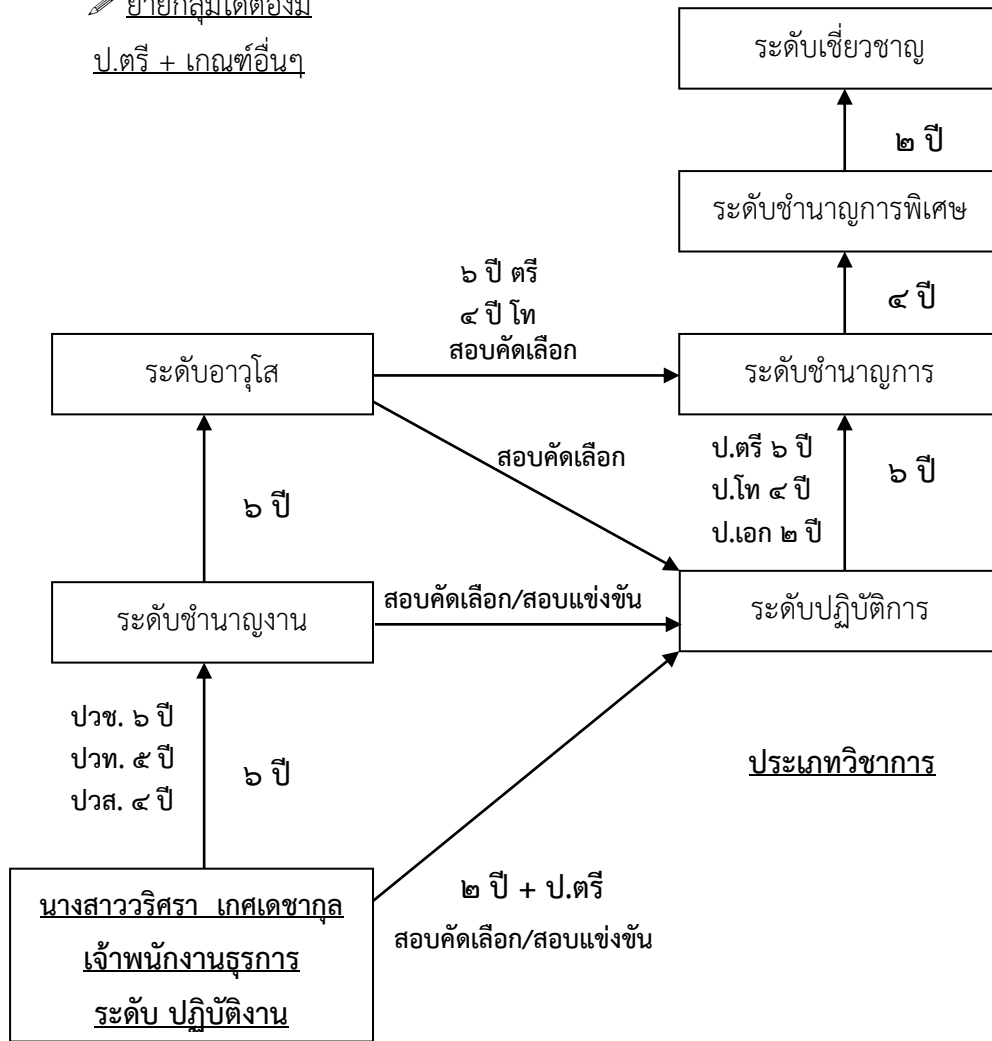 ย้ายกลุ่มได้ต้องมี
ป.ตรี + เกณฑ์อื่นๆ
ระดับเชี่ยวชาญ
๒ ปี
ระดับชำนาญการพิเศษ
๔ ปี
๖ ปี ตรี
๔ ปี โท
สอบคัดเลือก
ระดับอาวุโส
ระดับชำนาญการ
สอบคัดเลือก
ป.ตรี ๖ ปี
ป.โท ๔ ปี
ป.เอก ๒ ปี
๖ ปี
๖ ปี
ระดับชำนาญงาน
สอบคัดเลือก/สอบแข่งขัน
ระดับปฏิบัติการ
ปวช. ๖ ปี
ปวท. ๕ ปี
ปวส. ๔ ปี
๖ ปี
ประเภทวิชาการ
นางสาววริศรา เกศเดชากุล
เจ้าพนักงานธุรการ
ระดับ ปฏิบัติงาน
๒ ปี + ป.ตรี
สอบคัดเลือก/สอบแข่งขัน